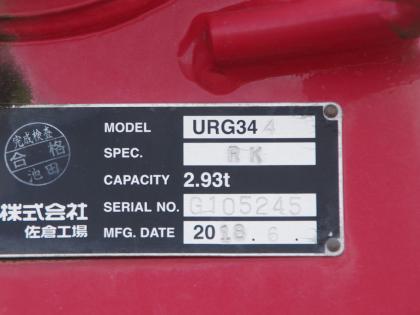 完成検査
合格
池田
MODEL URG344
SPEC. RK
CAPACITY 2.93t
SERIAL NO. GJ05245
MFG. DATE 2018.6.
株式会社
佐倉工場